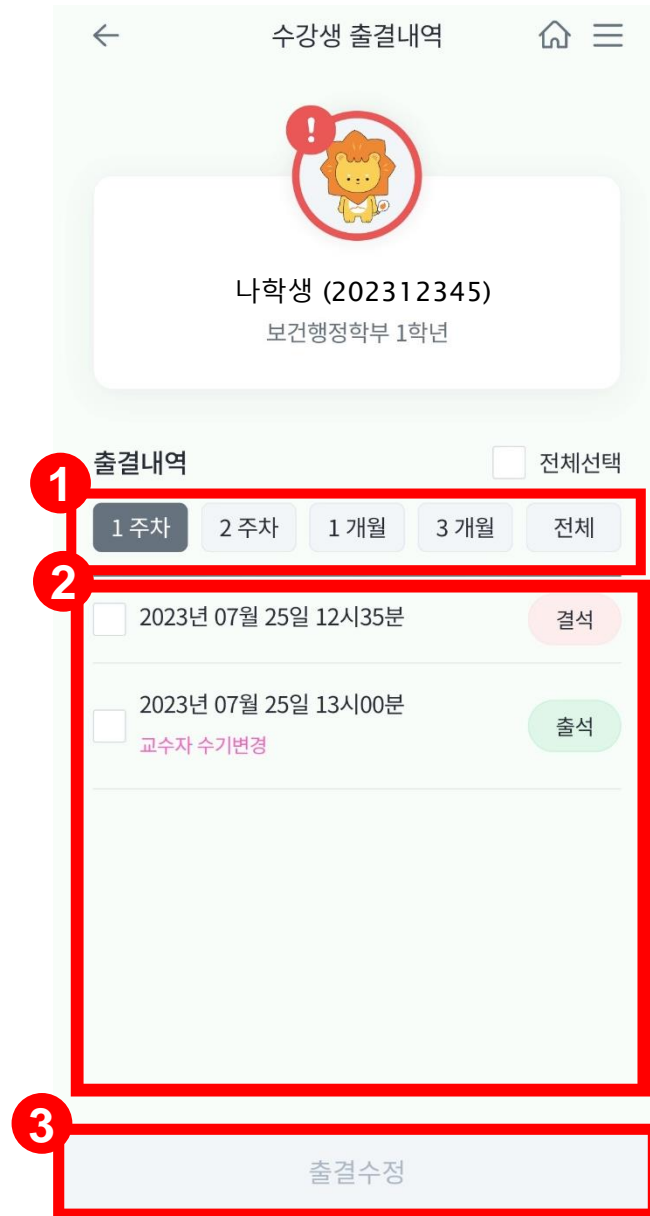 수강생 출결내역
!
나학생 (202312345)
보건행정학부 1학년
출결내역
전체선택
1
1 주차 2 주차 1 개월 3 개월 전체
2
2023년 07월 25일 12시35분 결석
2023년 07월 25일 13시00분 출석
교수자 수기변경
3
출결수정